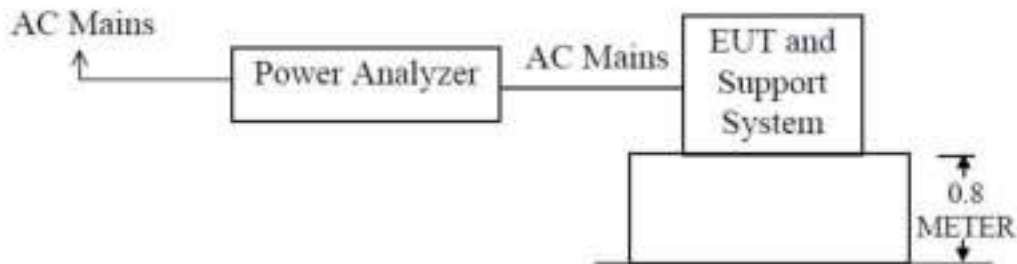 AC Mains
Power Analyzer
AC Mains
EUT and
Support
System
0.8
METER